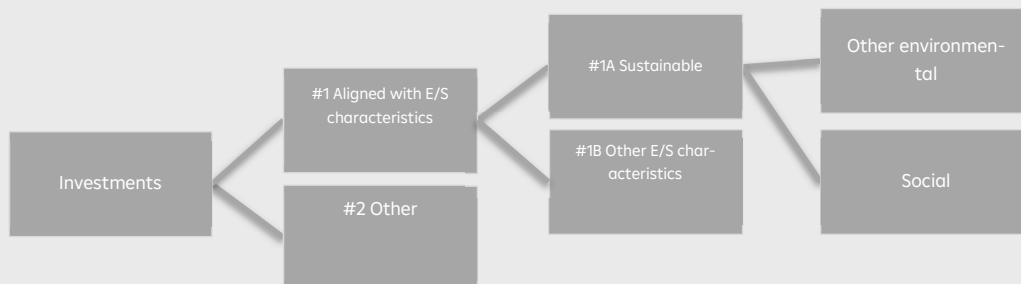 Investments
#1 Aligned with E/S
characteristics
#2 Other
#1A Sustainable
#1B Other E/S char-
acteristics
Other environmen-
tal
Social